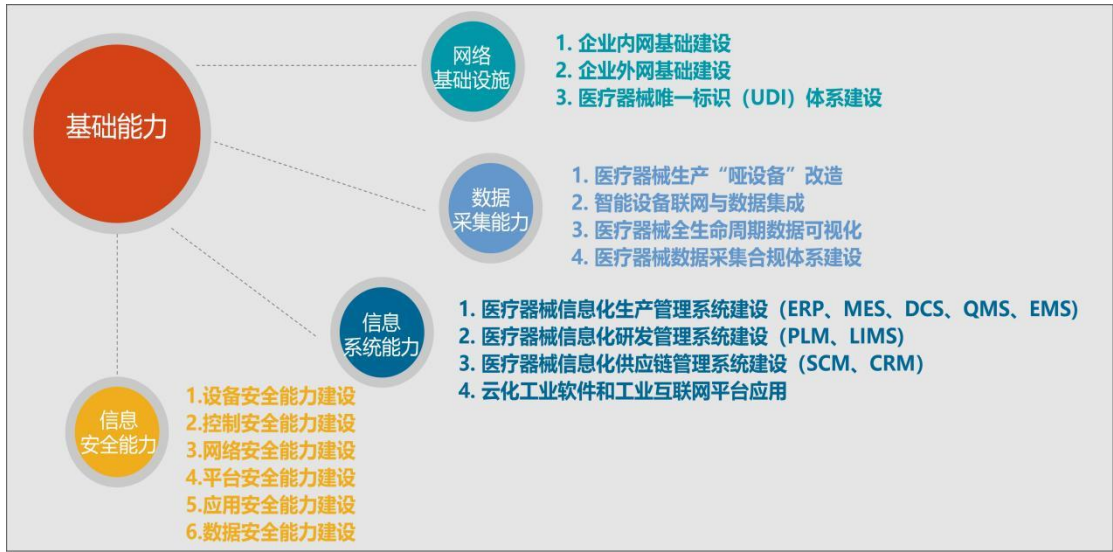 基础能力
网络
基础设施
1. 企业内网基础建设
2. 企业外网基础建设
3. 医疗器械唯一标识（UDI）体系建设
数据
采集能力
1. 医疗器械生产“哑设备”改造
2. 智能设备联网与数据集成
3. 医疗器械全生命周期数据可视化
4. 医疗器械数据采集合规体系建设
信息
系统能力
1. 医疗器械信息化生产管理系统建设（ERP、MES、DCS、QMS、EMS)
2. 医疗器械信息化研发管理系统建设（PLM、LIMS)
3. 医疗器械信息化供应链管理系统建设（SCM、CRM）
4. 云化工业软件和工业互联网平台应用
信息
安全能力
1.设备安全能力建设
2.控制安全能力建设
3.网络安全能力建设
4.平台安全能力建设
5.应用安全能力建设
6.数据安全能力建设